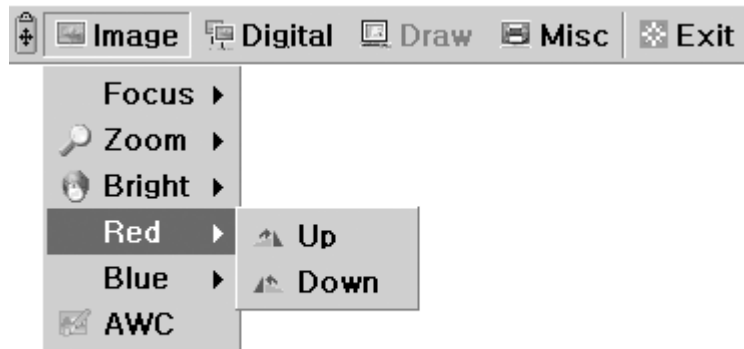 Image Digital Draw Misc Exit
Focus
Zoom
Bright
Red
Up
Blue
Down
AWC